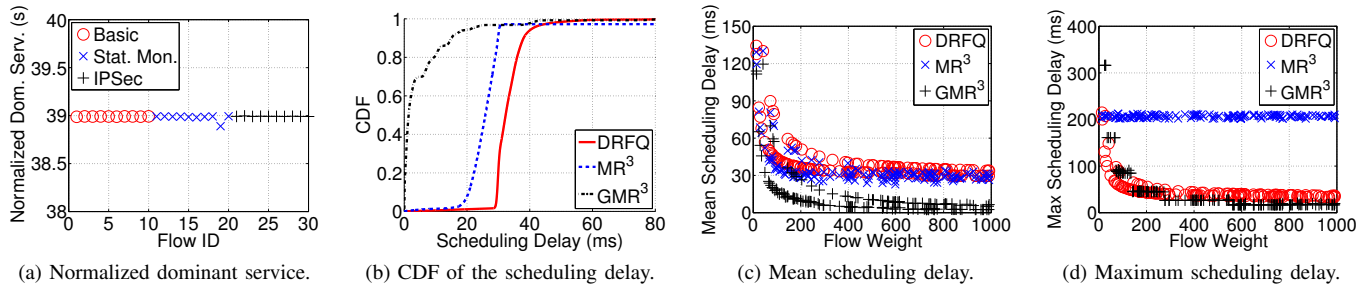 Normalized Dom. Serv. (s)
40
39.5
39
38.5
38
0
5
10
15
20
25
30
Flow ID
Basic
Stat. Mon.
IPSec
(a) Normalized dominant service.
CDF
1
0.8
0.6
0.4
0.2
0
0
20
40
60
80
Scheduling Delay (ms)
DRFQ
MR³
GMR³
(b) CDF of the scheduling delay.
Mean Scheduling Delay (ms)
150
120
90
60
30
0
0
200
400
600
800
1000
Flow Weight
DRFQ
MR³
GMR³
(c) Mean scheduling delay.
Max Scheduling Delay (ms)
400
300
200
100
0
0
200
400
600
800
1000
Flow Weight
DRFQ
MR³
GMR³
(d) Maximum scheduling delay.